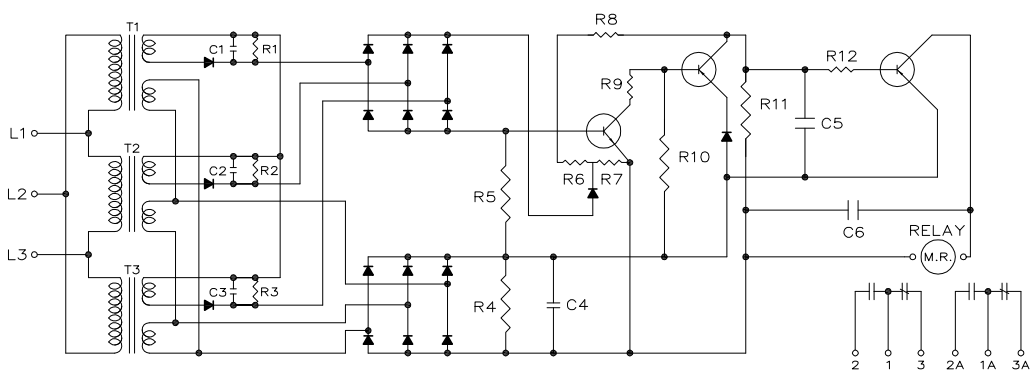 T1
C1
R1
R8
R9
R12
R11
C5
L1
T2
C2
R2
R6
R7
R10
L2
R5
C6
L3
T3
RELAY
M.R.
C3
R3
R4
C4
2
1
3
2A
1A
3A